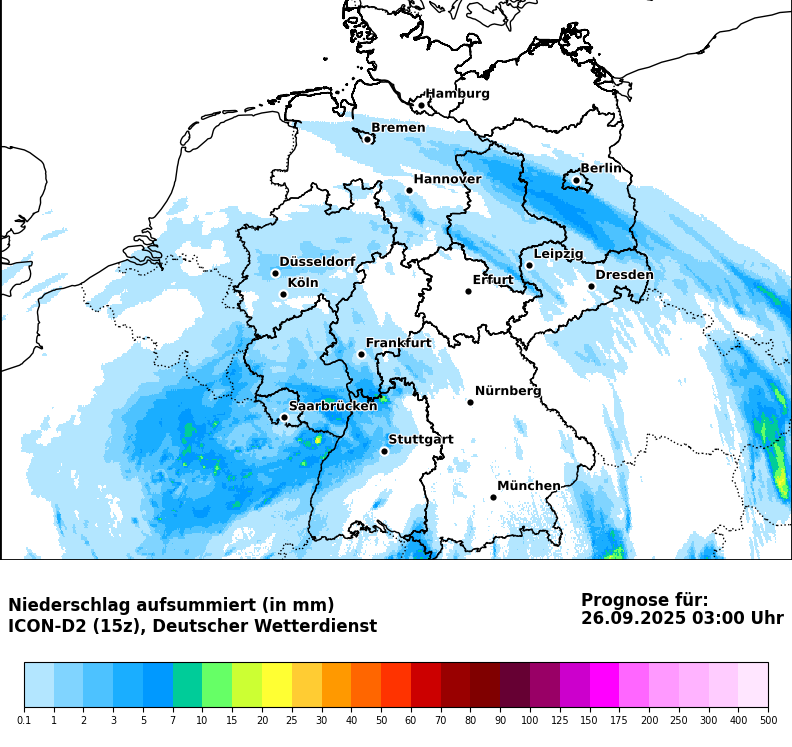 Hamburg
Bremen
Berlin
Hannover
Leipzig
Düsseldorf
Dresden
Köln
Erfurt
Frankfurt
Nürnberg
Saarbrücken
Stuttgart
München
Niederschlag aufsummiert (in mm)
ICON-D2 (15z), Deutscher Wetterdienst
Prognose für:
26.09.2025 03:00 Uhr
0.1 1 2 3 5 7 10 15 20 25 30 40 50 60 70 80 90 100 125 150 175 200 250 300 400 500